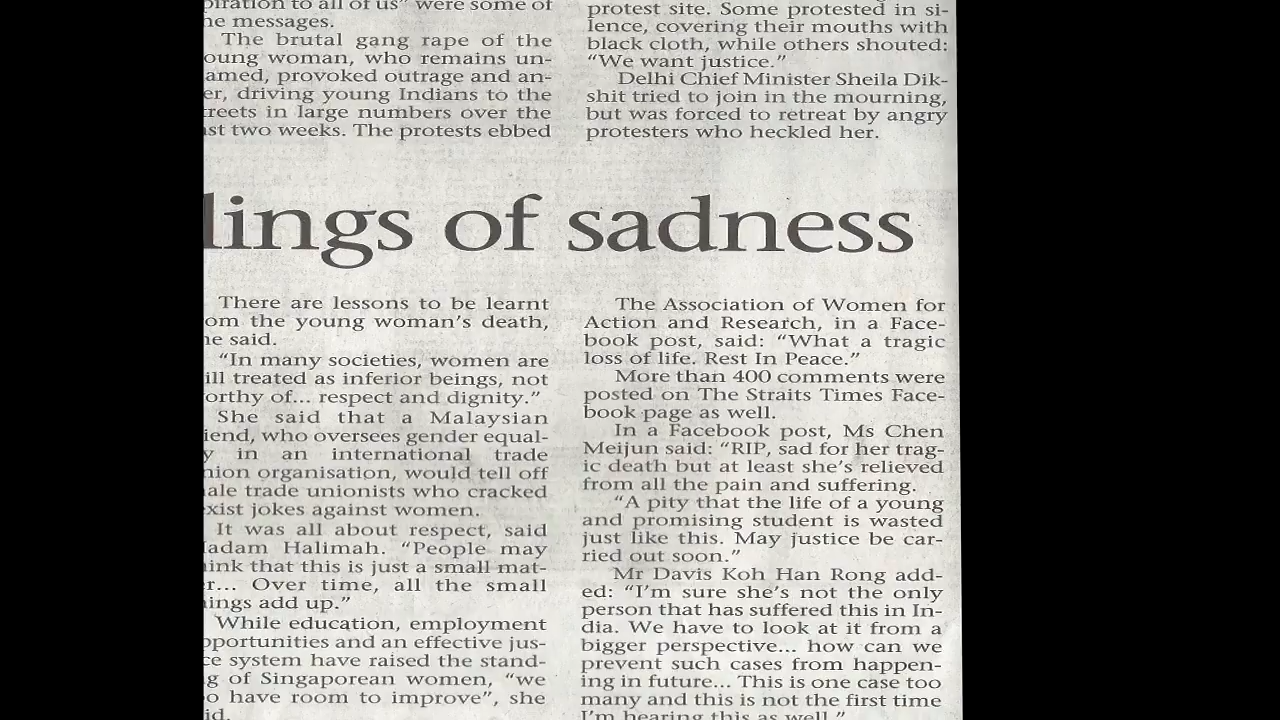 piration to all of us" were some of
he messages.
The brutal gang rape of the
oung woman, who remains un-
amed, provoked outrage and an-
er, driving young Indians to the
treets in large numbers over the
ast two weeks. The protests ebbed
protest site. Some protested in si-
lence, covering their mouths with
black cloth, while others shouted:
"We want justice."
Delhi Chief Minister Sheila Dik-
shit tried to join in the mourning,
but was forced to retreat by angry
protesters who heckled her.
lings of sadness
There are lessons to be learnt
om the young woman's death,
he said.
"In many societies, women are
ill treated as inferior beings, not
orthy of... respect and dignity."
She said that a Malaysian
iend, who oversees gender equal-
y in an international trade
nion organisation, would tell off
ale trade unionists who cracked
exist jokes against women.
It was all about respect, said
adam Halimah. "People may
ink that this is just a small mat-
r... Over time, all the small
ings add up."
While education, employment
pportunities and an effective jus-
ce system have raised the stand-
g of Singaporean women, "we
o have room to improve", she
id.
The Association of Women for
Action and Research, in a Face-
book post, said: "What a tragic
loss of life. Rest In Peace."
More than 400 comments were
posted on The Straits Times Face-
book page as well.
In a Facebook post, Ms Chen
Meijun said: "RIP, sad for her trag-
ic death but at least she's relieved
from all the pain and suffering.
"A pity that the life of a young
and promising student is wasted
just like this. May justice be car-
ried out soon."
Mr Davis Koh Han Rong add-
ed: "I'm sure she's not the only
person that has suffered this in In-
dia. We have to look at it from a
bigger perspective... how can we
prevent such cases from happen-
ing in future... This is one case too
many and this is not the first time
I'm hearing this as well."